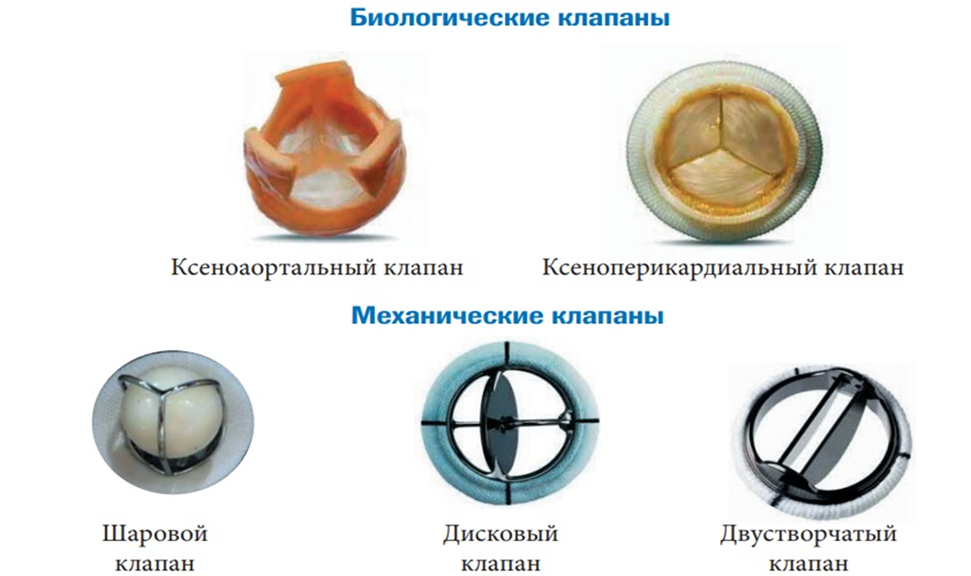 Биологические клапаны
Ксеноаортальный клапан
Ксеноперикардиальный клапан
Механические клапаны
Шаровой
клапан
Дисковый
клапан
Двустворчатый
клапан